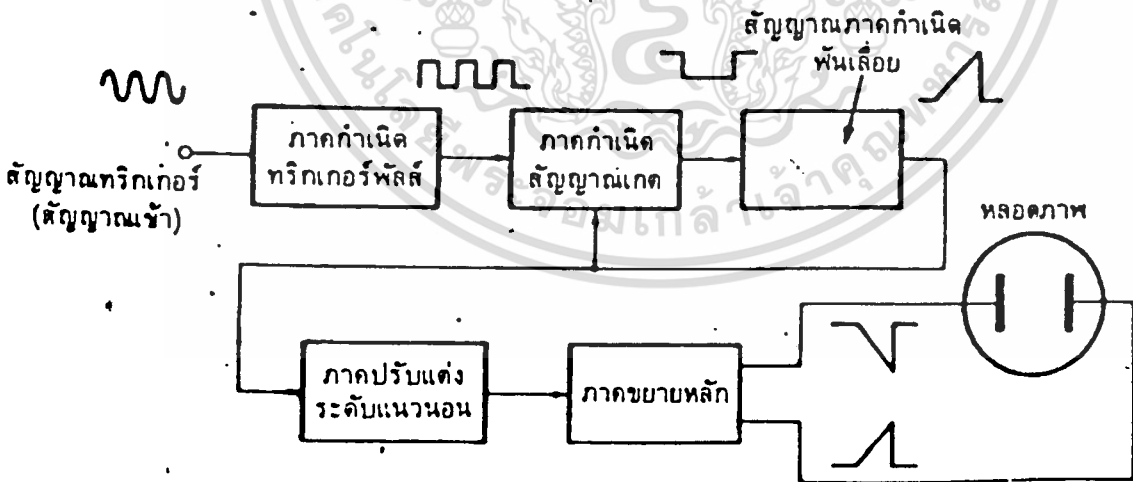 สัญญาณภาคกำเนิด
ฟันเลื่อย
ภาคกำเนิด
ทริกเกอร์พัลส์
ภาคกำเนิด
สัญญาณเกต
สัญญาณทริกเกอร์
(สัญญาณเข้า)
หลอดภาพ
ภาคปรับแต่ง
ระดับแนวนอน
ภาคขยายหลัก